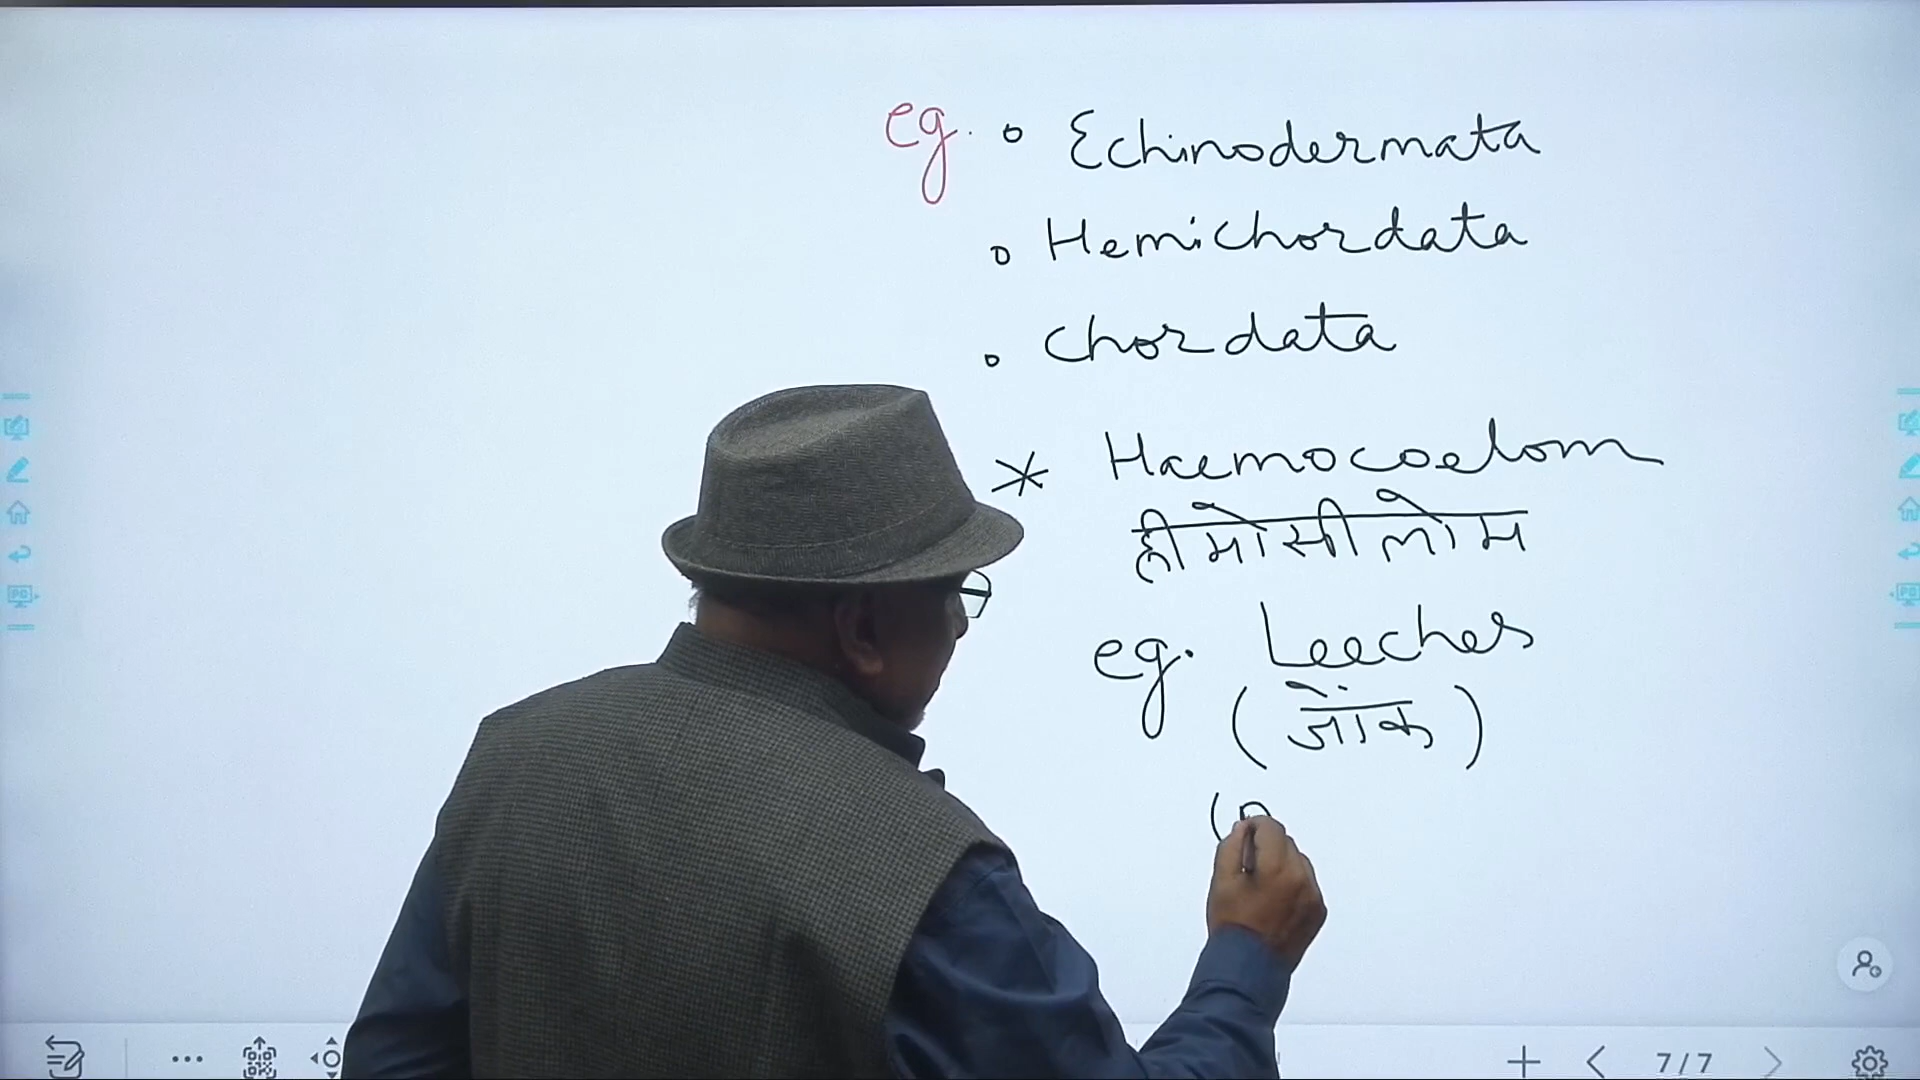 eg. o Echinodermata
o Hemichordata
o Chordata
* Haemocoelom
हीमोसीलोम
eg. Leeches
(जोंक)
7/7